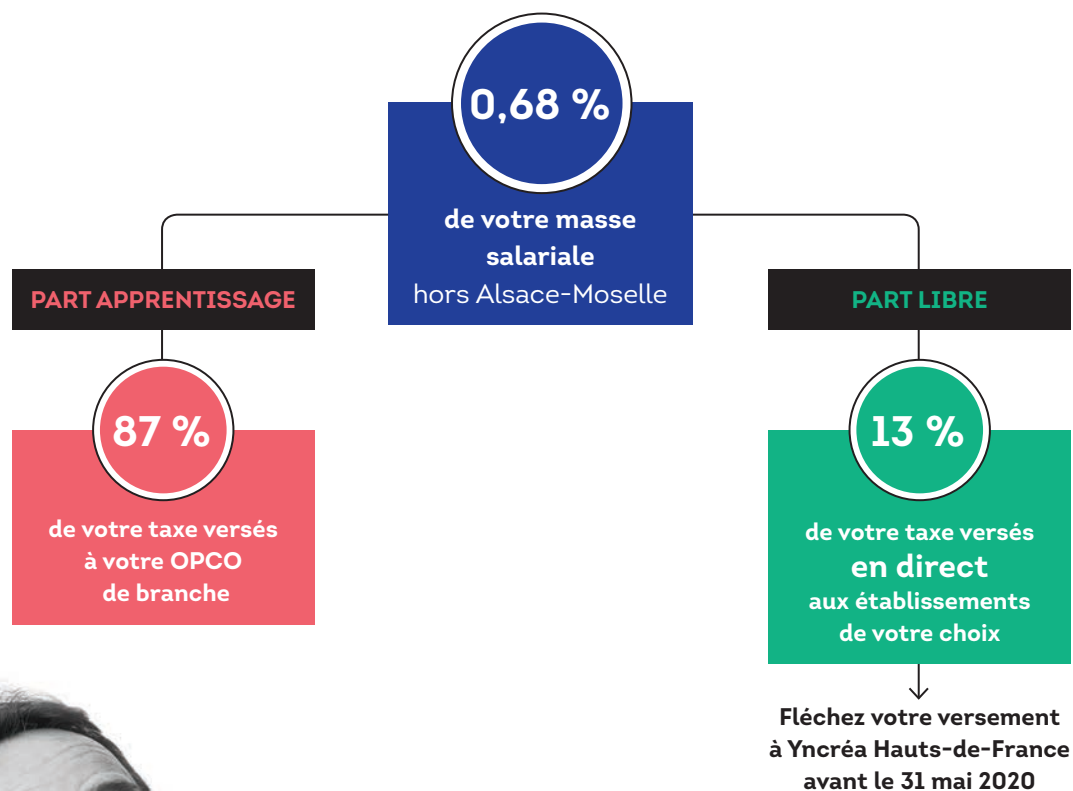 0,68 %
de votre masse
salariale
hors Alsace-Moselle
PART APPRENTISSAGE
87 %
de votre taxe versés
à votre OPCO
de branche
PART LIBRE
13 %
de votre taxe versés
en direct
aux établissements
de votre choix
Fléchez votre versement
à Yncréa Hauts-de-France
avant le 31 mai 2020